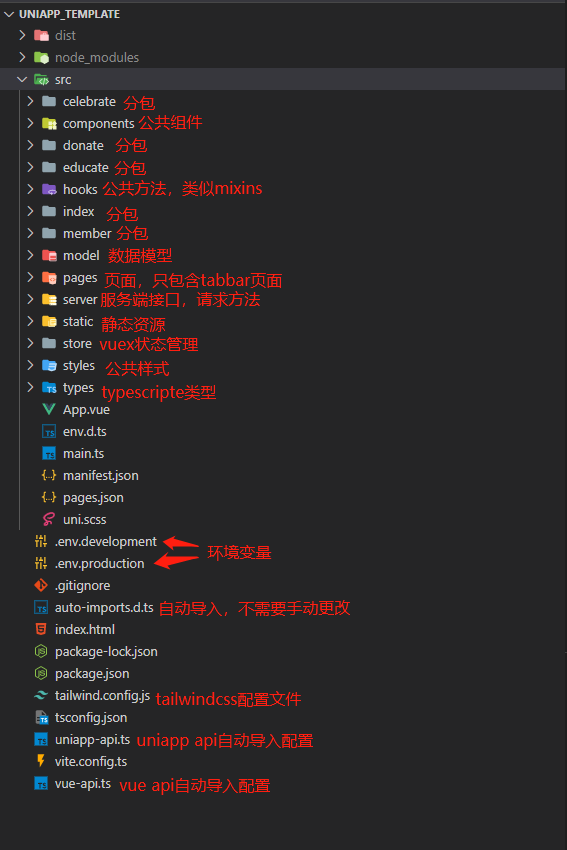 UNIAPP_TEMPLATE
dist
node_modules
src
celebrate 分包
components 公共组件
donate 分包
educate 分包
hooks 公共方法，类似mixins
index 分包
member 分包
model 数据模型
pages 页面，只包含tabbar页面
server 服务端接口，请求方法
static 静态资源
store vuex状态管理
styles 公共样式
types typescripte类型
App.vue
env.d.ts
main.ts
manifest.json
pages.json
uni.scss
.env.development
环境变量
.env.production
.gitignore
auto-imports.d.ts 自动导入，不需要手动更改
index.html
package-lock.json
package.json
tailwind.config.js tailwindcss配置文件
tsconfig.json
uniapp-api.ts uniapp api自动导入配置
vite.config.ts
vue-api.ts vue api自动导入配置